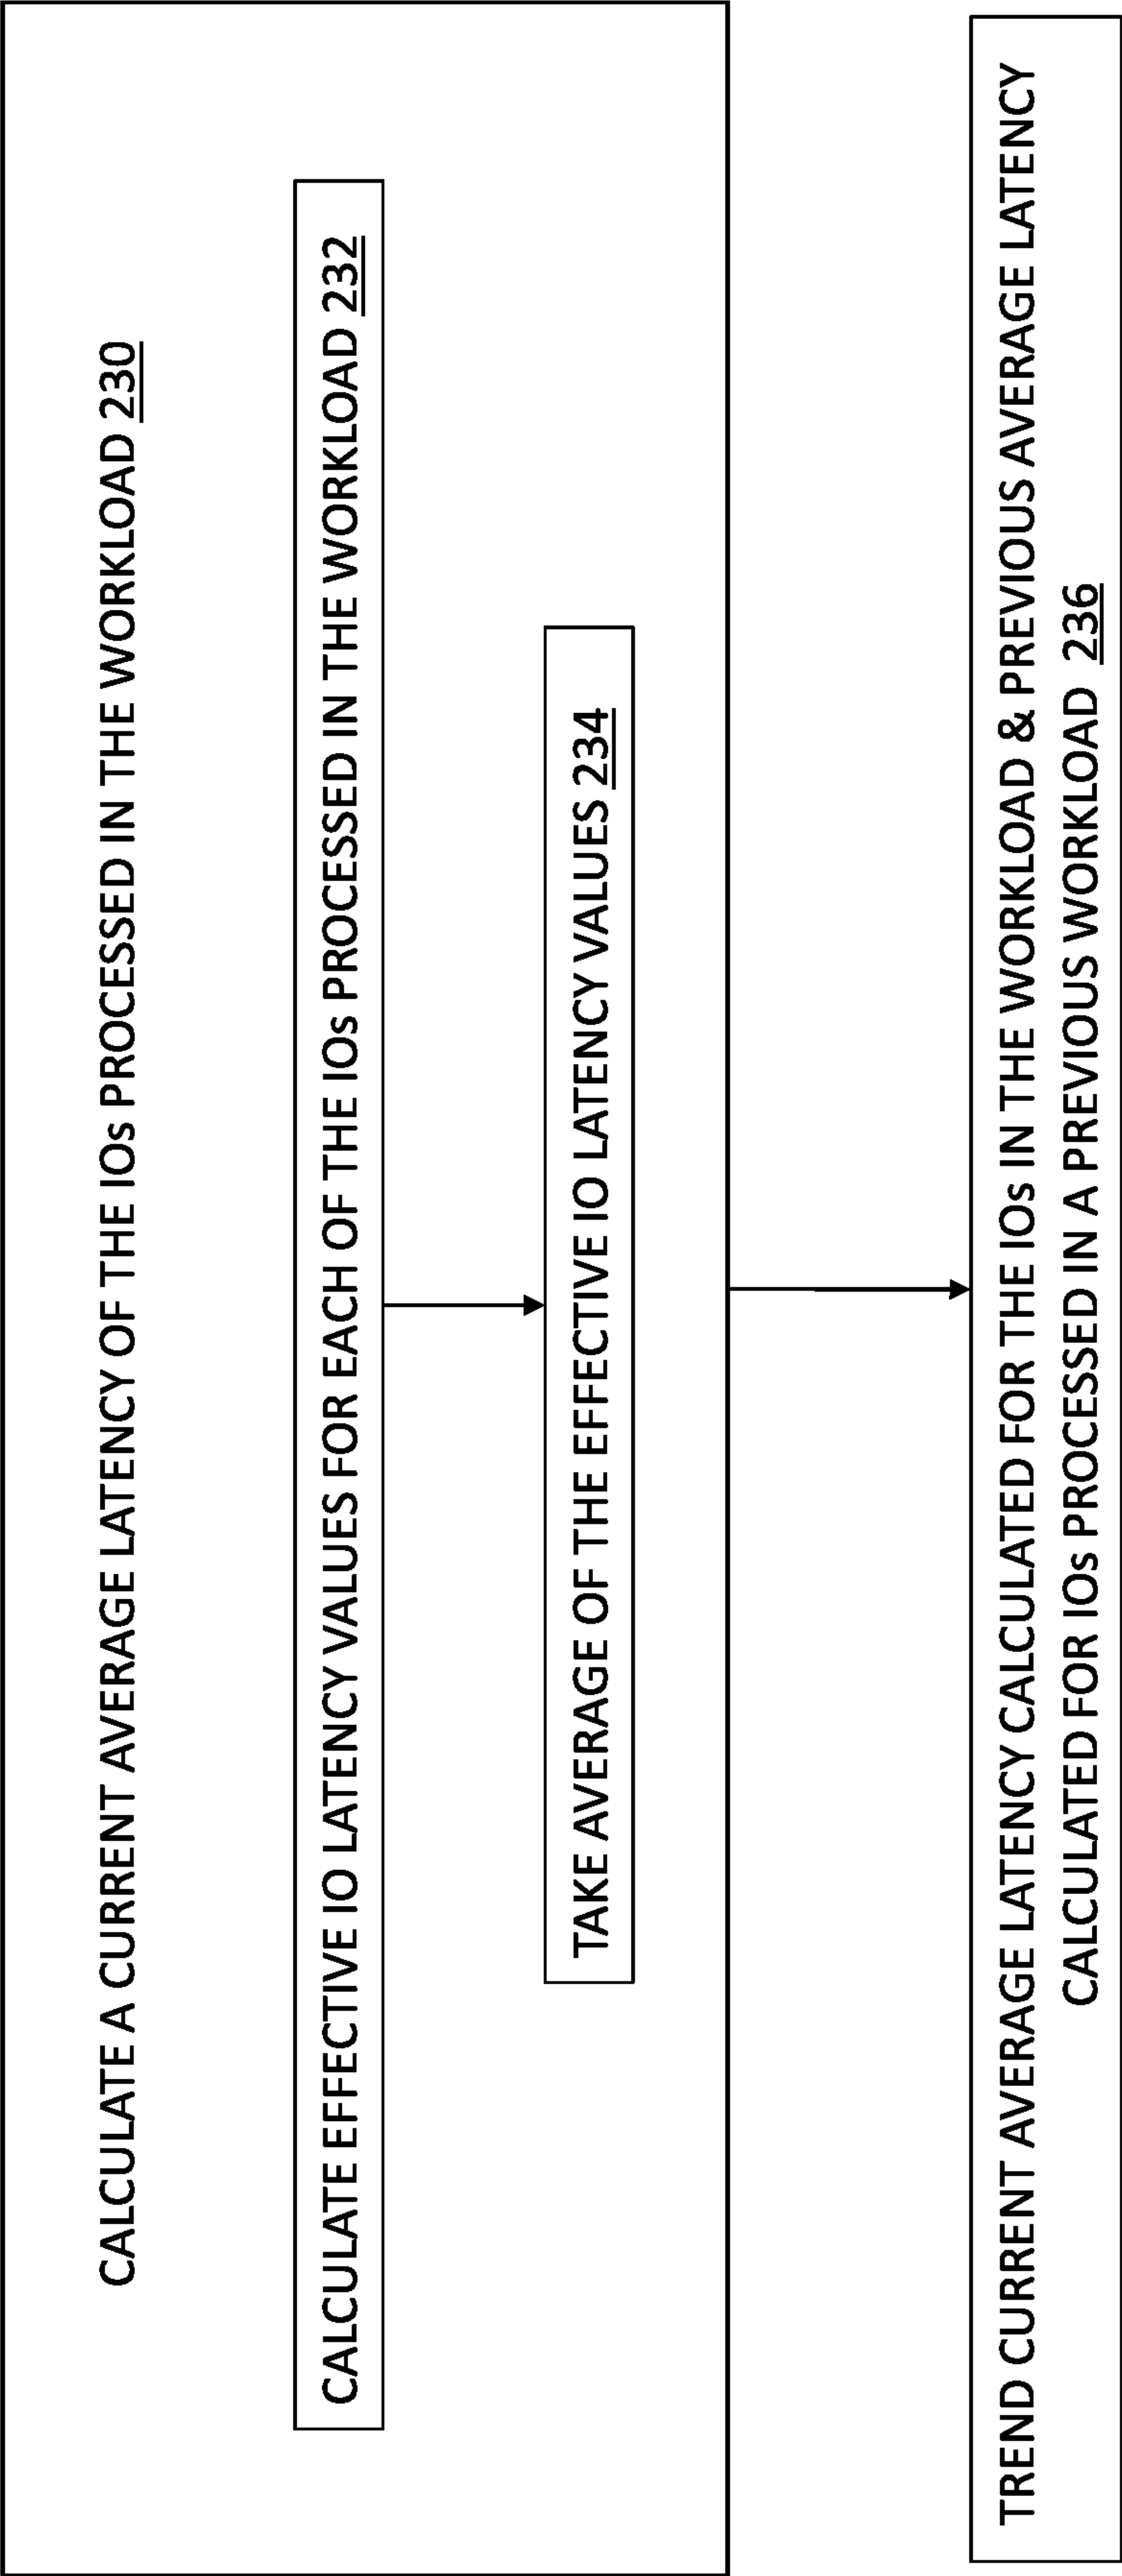 CALCULATE A CURRENT AVERAGE LATENCY OF THE IOs PROCESSED IN THE WORKLOAD 230
CALCULATE EFFECTIVE IO LATENCY VALUES FOR EACH OF THE IOs PROCESSED IN THE WORKLOAD 232
TAKE AVERAGE OF THE EFFECTIVE IO LATENCY VALUES 234
TREND CURRENT AVERAGE LATENCY CALCULATED FOR THE IOs IN THE WORKLOAD & PREVIOUS AVERAGE LATENCY
CALCULATED FOR IOs PROCESSED IN A PREVIOUS WORKLOAD 236